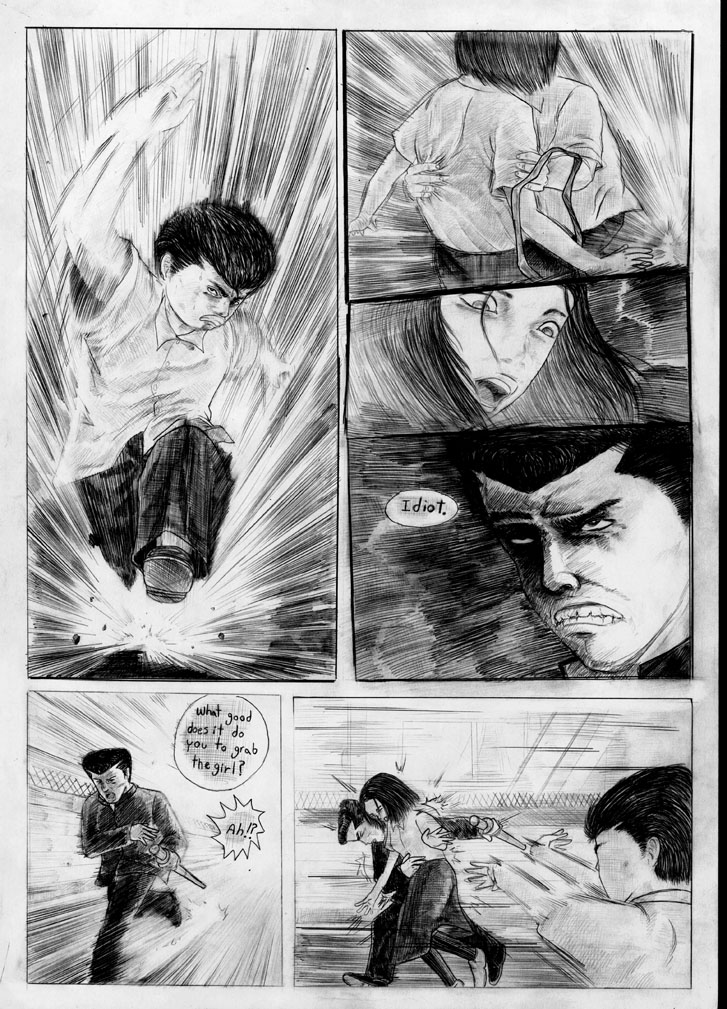 Idiot.
What good
does it do
you to grab
the girl?
Ah!?